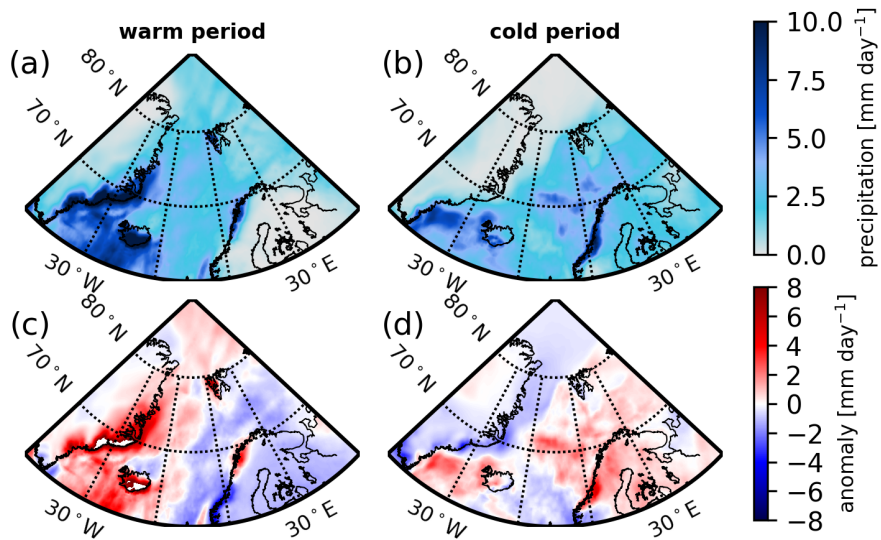 warm period
cold period
(a)
80°N
70°N
30°W
30°E
(b)
80°N
70°N
30°W
30°E
10.0
7.5
5.0
2.5
0.0
precipitation [mm day⁻¹]
(c)
80°N
70°N
30°W
30°E
(d)
80°N
70°N
30°W
30°E
8
6
4
2
0
−2
−4
−6
−8
anomaly [mm day⁻¹]